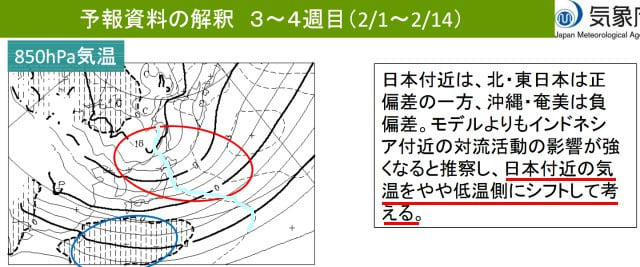 予報資料の解釈 3～4週目（2/1～2/14）
気象庁
Japan Meteorological Age
850hPa気温
日本付近は、北・東日本は正
偏差の一方、沖縄・奄美は負
偏差。モデルよりもインドネシ
ア付近の対流活動の影響が強
くなると推察し、日本付近の気
温をやや低温側にシフトして考
える。